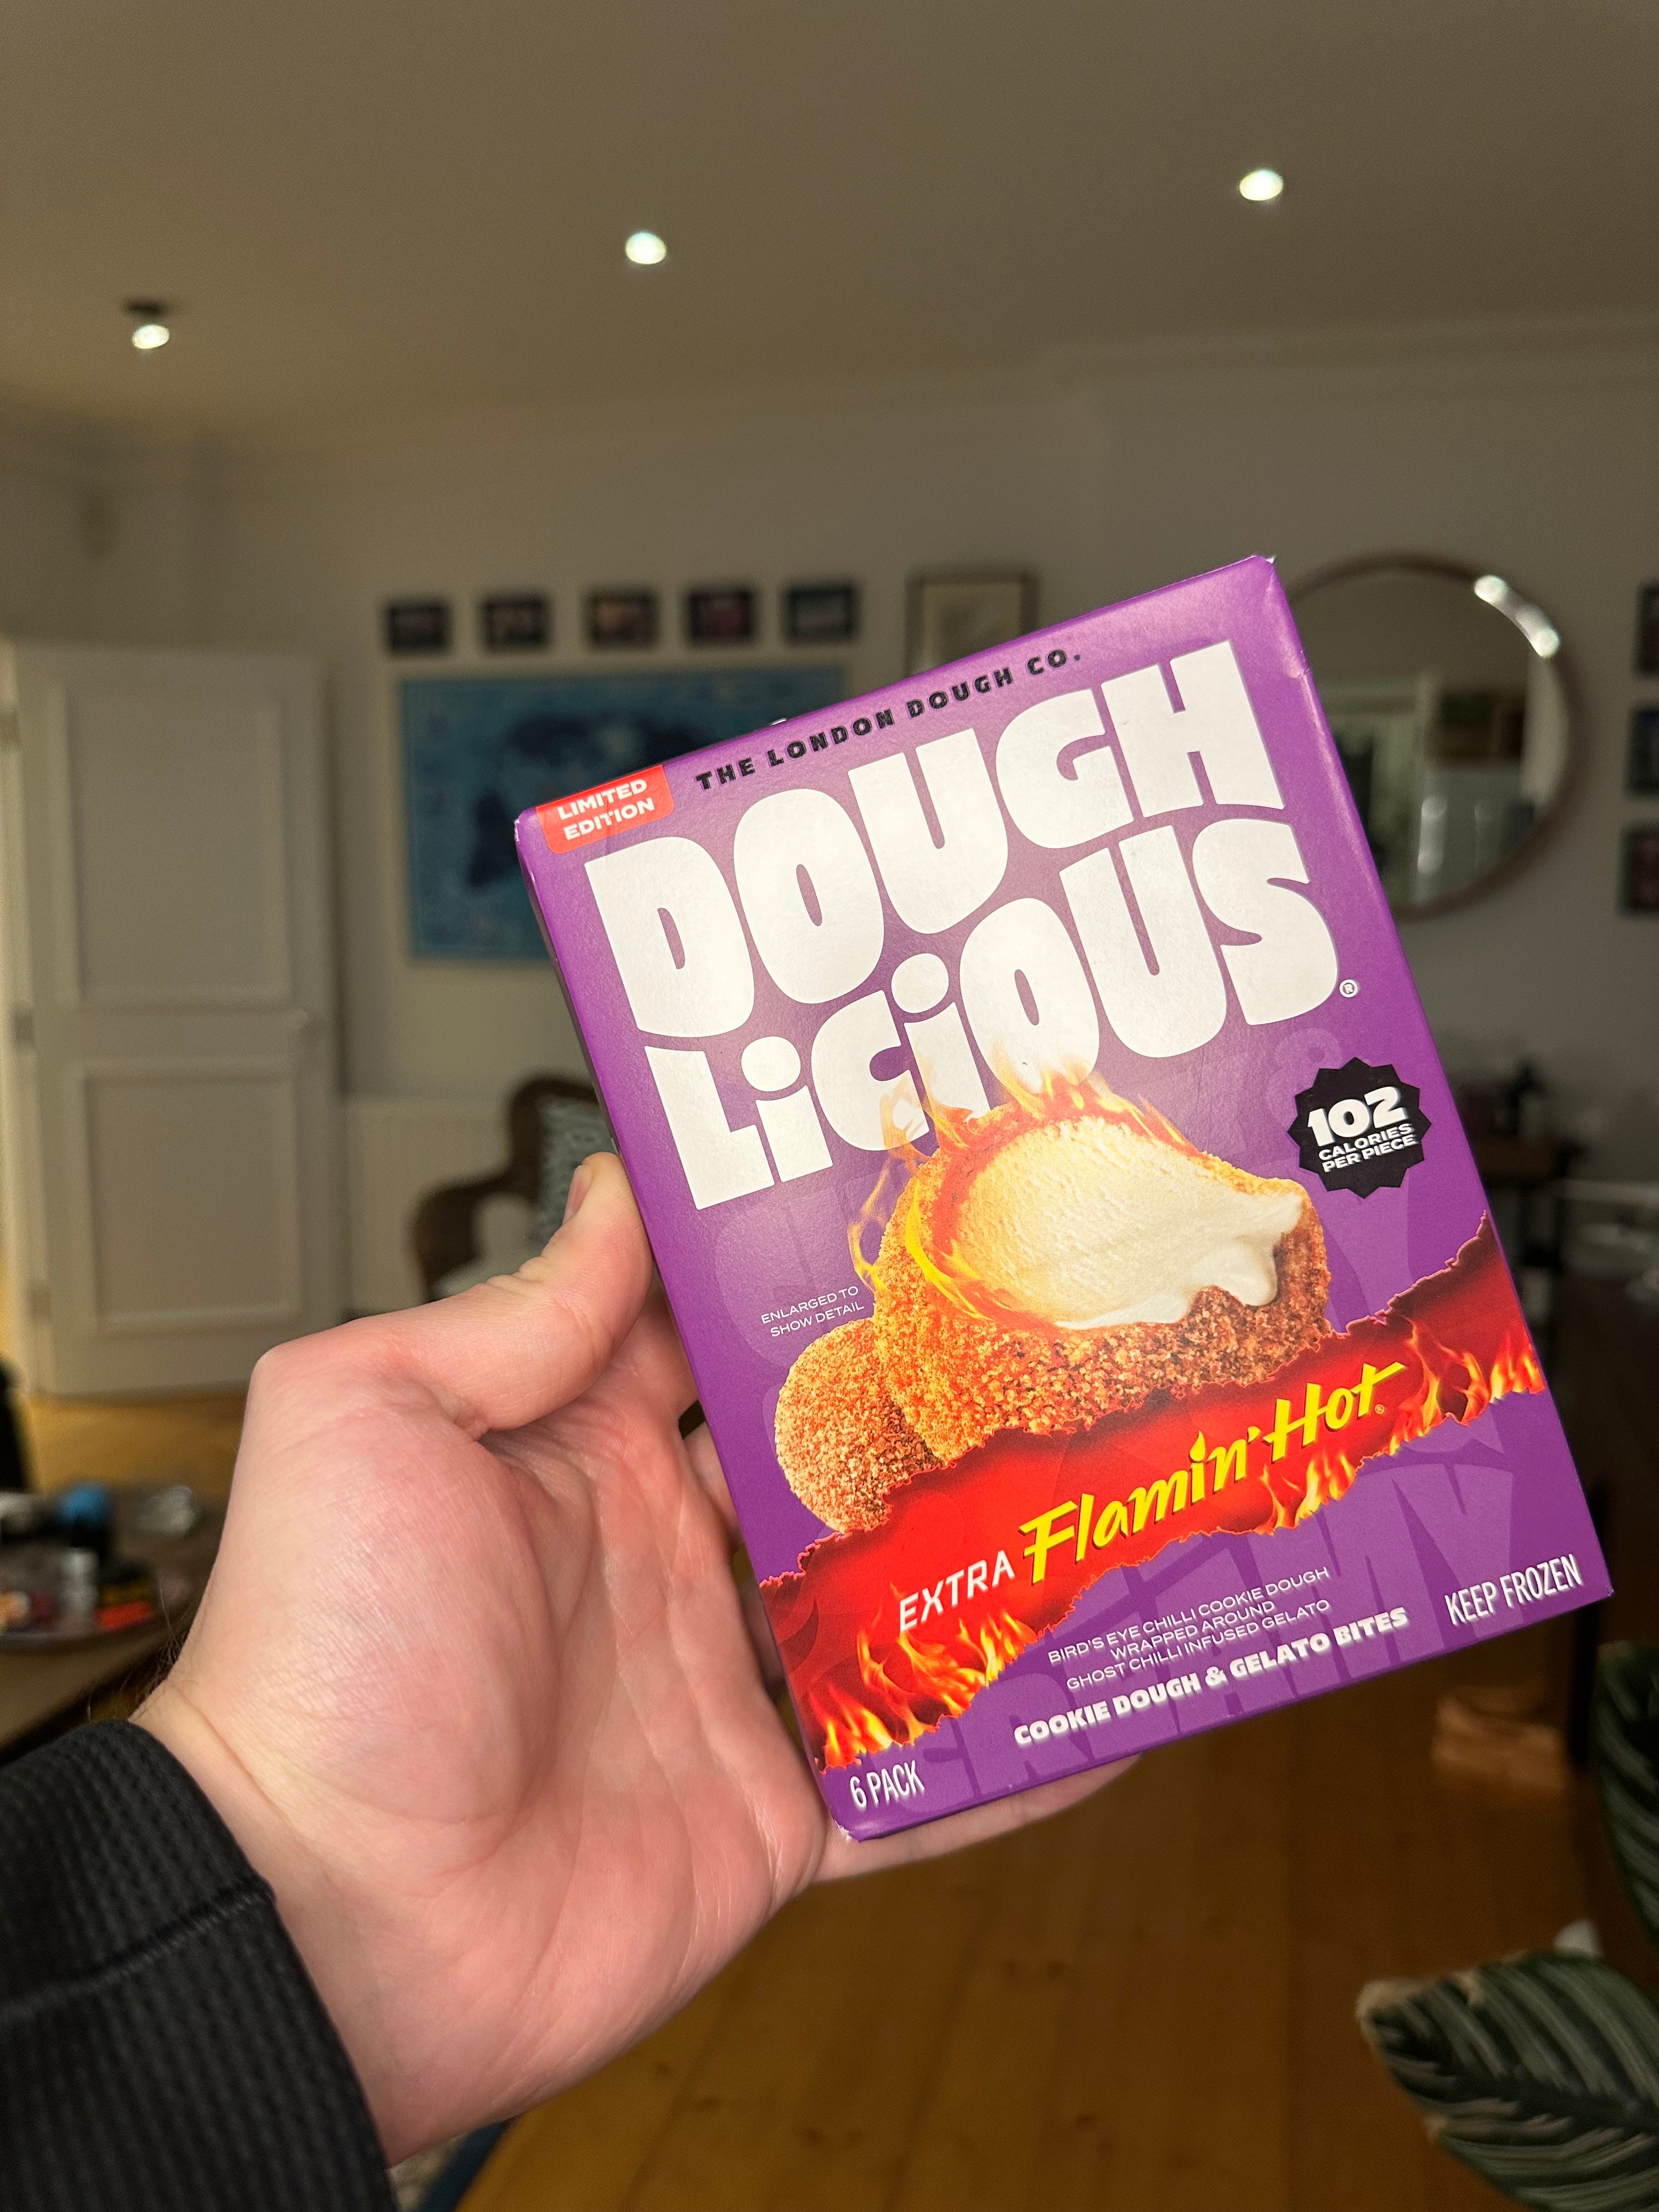 THE LONDON DOUGH CO.
LIMITED
EDITION
DOUGH
LiCiOUS®
102
CALORIES
PER PIECE
ENLARGED TO
SHOW DETAIL
EXTRA Flamin' Hot®
BIRD'S EYE CHILLI COOKIE DOUGH
WRAPPED AROUND
GHOST CHILLI INFUSED GELATO
COOKIE DOUGH & GELATO BITES
6 PACK
KEEP FROZEN